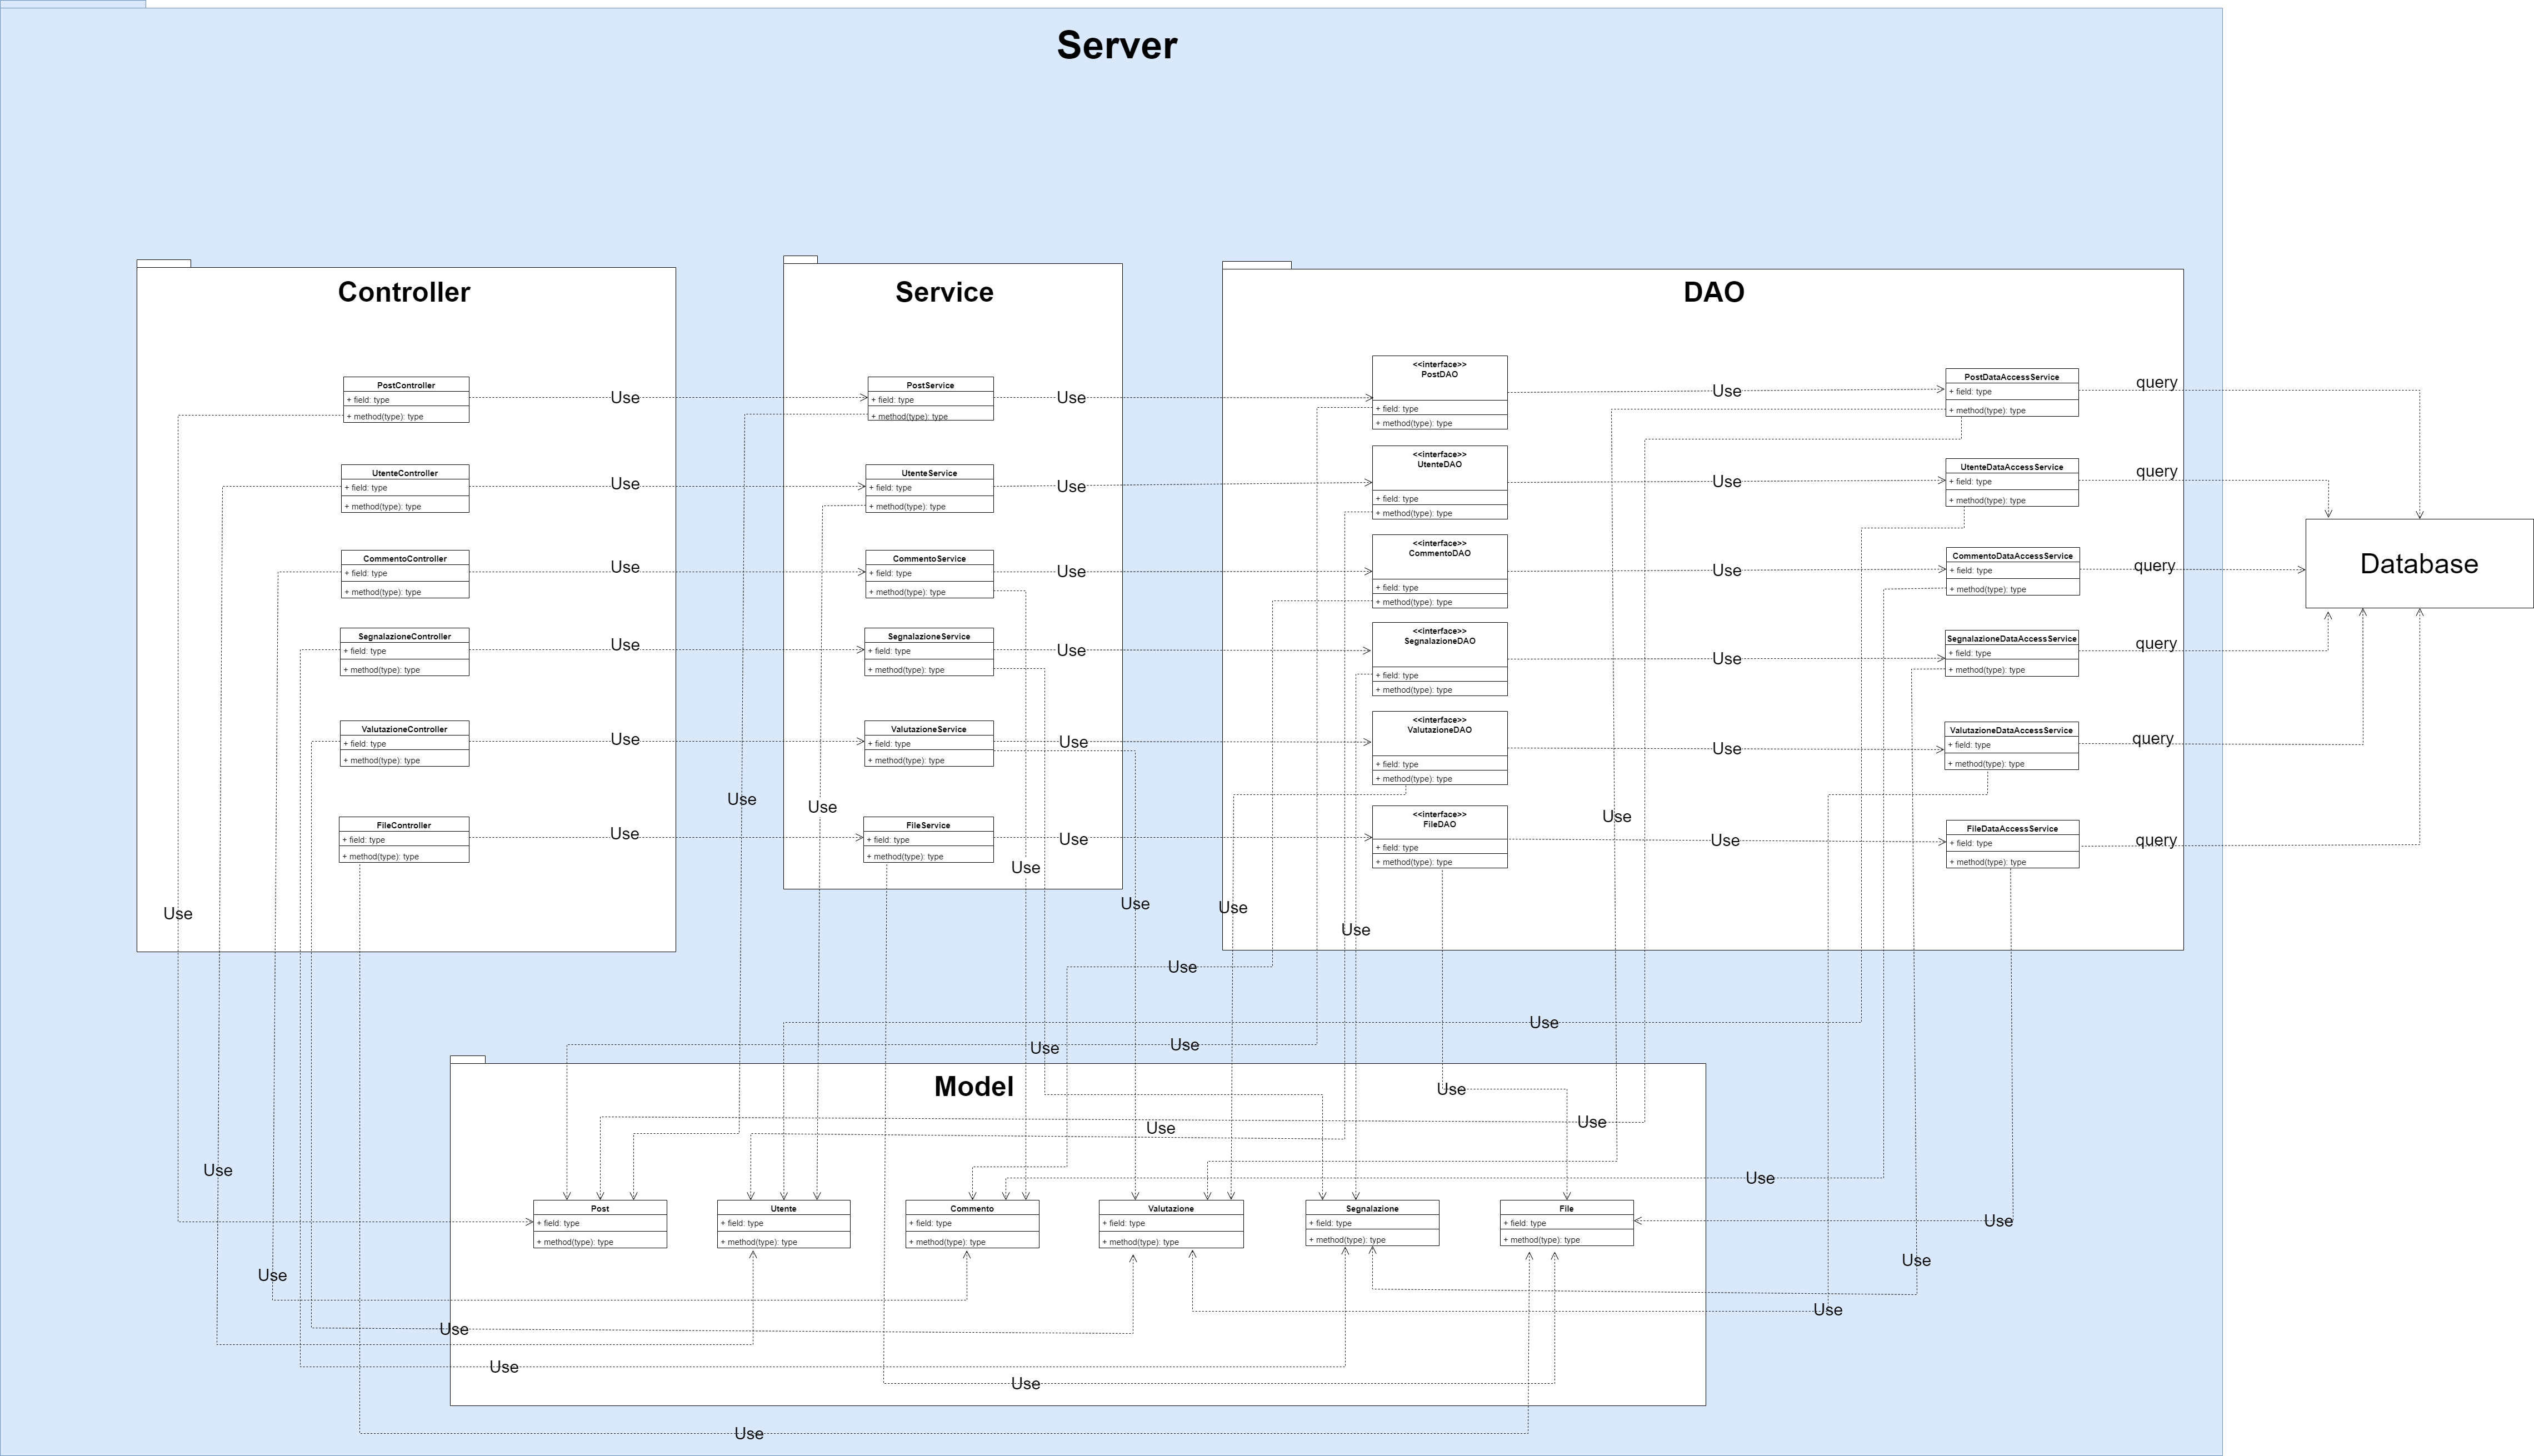 Server
Controller
PostController
+ field: type
+ method(type): type
UtenteController
+ field: type
+ method(type): type
CommentoController
+ field: type
+ method(type): type
SegnalazioneController
+ field: type
+ method(type): type
ValutazioneController
+ field: type
+ method(type): type
FileController
+ field: type
+ method(type): type
Use
Use
Use
Use
Use
Use
Service
PostService
+ field: type
+ method(type): type
UtenteService
+ field: type
+ method(type): type
CommentoService
+ field: type
+ method(type): type
SegnalazioneService
+ field: type
+ method(type): type
ValutazioneService
+ field: type
+ method(type): type
FileService
+ field: type
+ method(type): type
Use
Use
Use
Use
Use
Use
DAO
<<interface>>
PostDAO
+ field: type
+ method(type): type
<<interface>>
UtenteDAO
+ field: type
+ method(type): type
<<interface>>
CommentoDAO
+ field: type
+ method(type): type
<<interface>>
SegnalazioneDAO
+ field: type
+ method(type): type
<<interface>>
ValutazioneDAO
+ field: type
+ method(type): type
<<interface>>
FileDAO
+ field: type
+ method(type): type
Use
Use
Use
Use
Use
Use
PostDataAccessService
+ field: type
+ method(type): type
UtenteDataAccessService
+ field: type
+ method(type): type
CommentoDataAccessService
+ field: type
+ method(type): type
SegnalazioneDataAccessService
+ field: type
+ method(type): type
ValutazioneDataAccessService
+ field: type
+ method(type): type
FileDataAccessService
+ field: type
+ method(type): type
query
query
query
query
query
query
Database
Use
Use
Use
Use
Use
Use
Use
Use
Use
Use
Use
Use
Use
Model
Use
Use
Use
Use
Use
Post
+ field: type
+ method(type): type
Utente
+ field: type
+ method(type): type
Commento
+ field: type
+ method(type): type
Valutazione
+ field: type
+ method(type): type
Segnalazione
+ field: type
+ method(type): type
File
+ field: type
+ method(type): type
Use
Use
Use
Use
Use
Use
Use
Use
Use